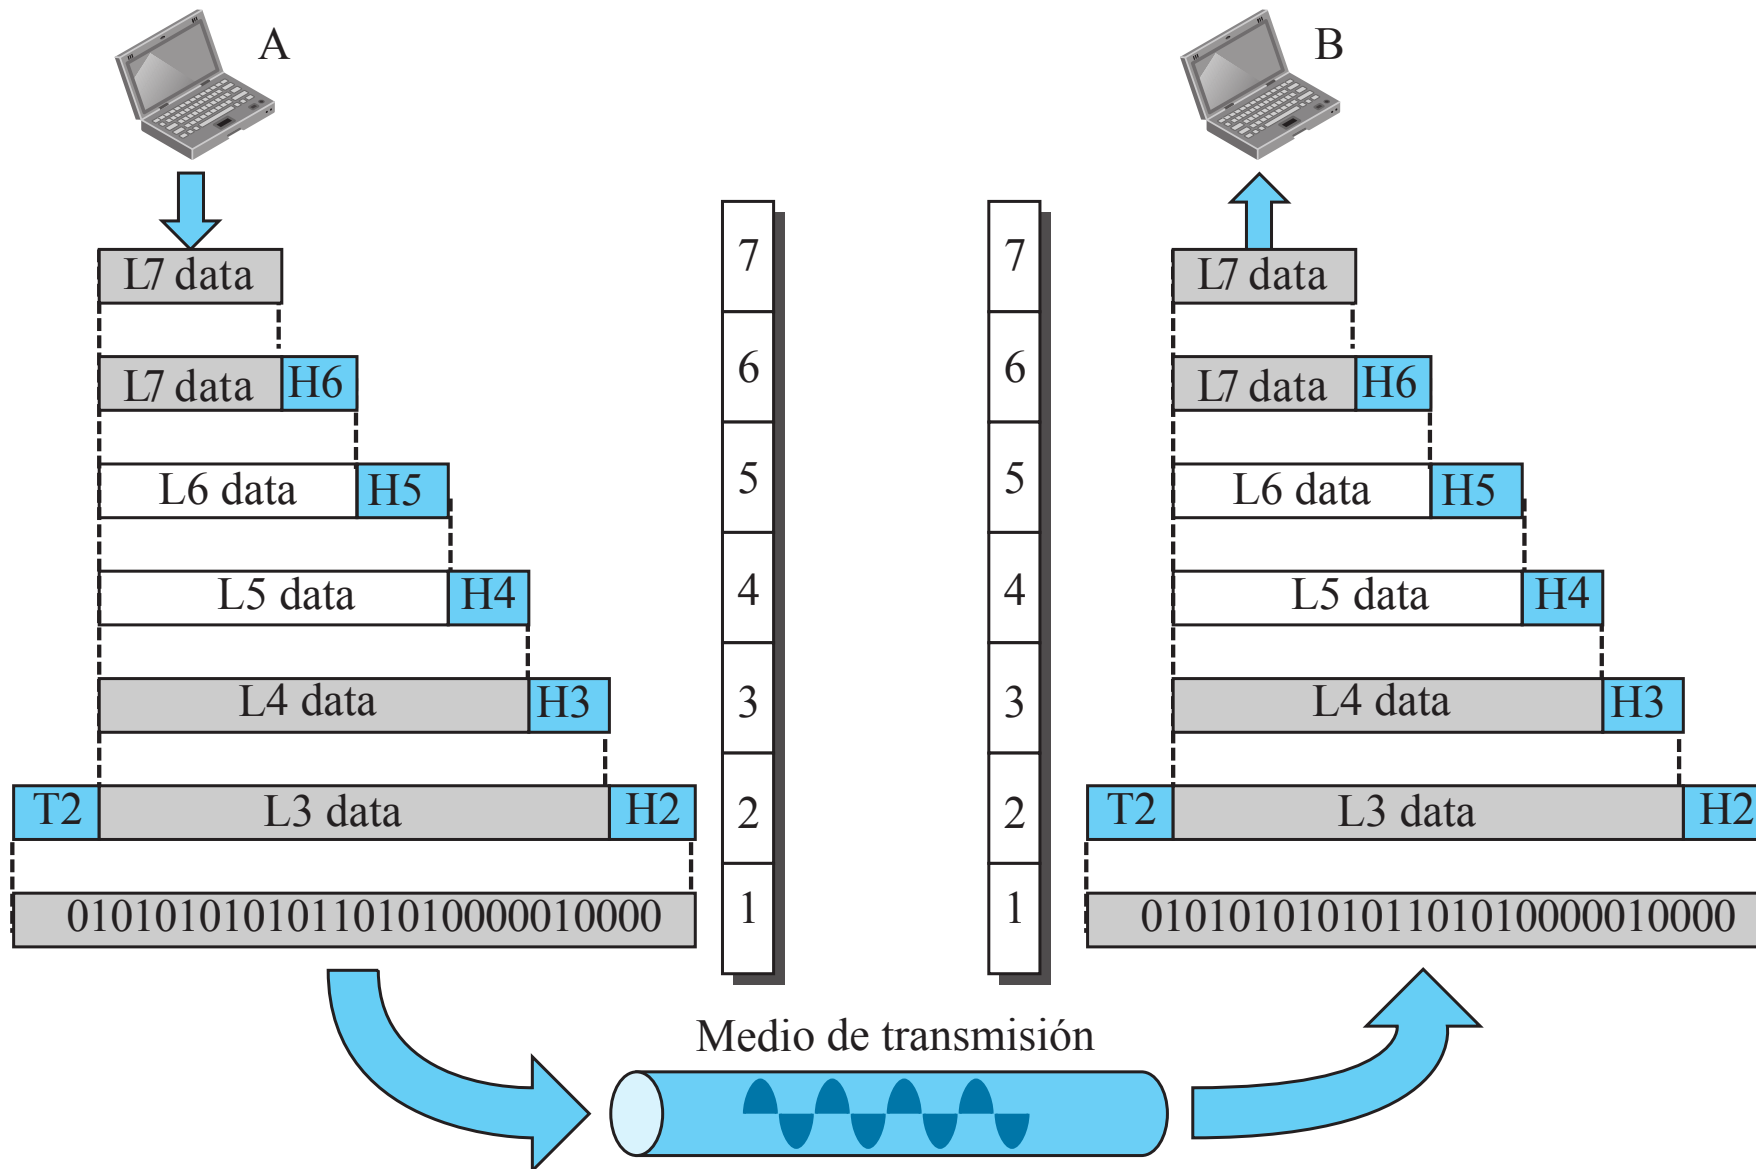 A
B
L7 data
7
7
L7 data
L7 data H6
6
6
L7 data H6
L6 data H5
5
5
L6 data H5
L5 data H4
4
4
L5 data H4
L4 data H3
3
3
L4 data H3
T2 L3 data H2
2
2
T2 L3 data H2
010101010101101010000010000
1
1
010101010101101010000010000
Medio de transmisión